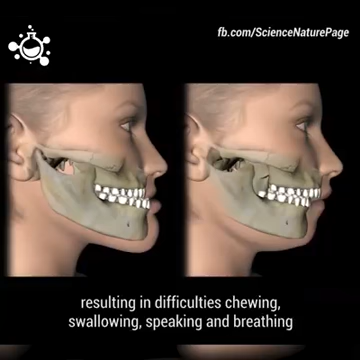 fb.com/ScienceNaturePage
resulting in difficulties chewing,
swallowing, speaking and breathing